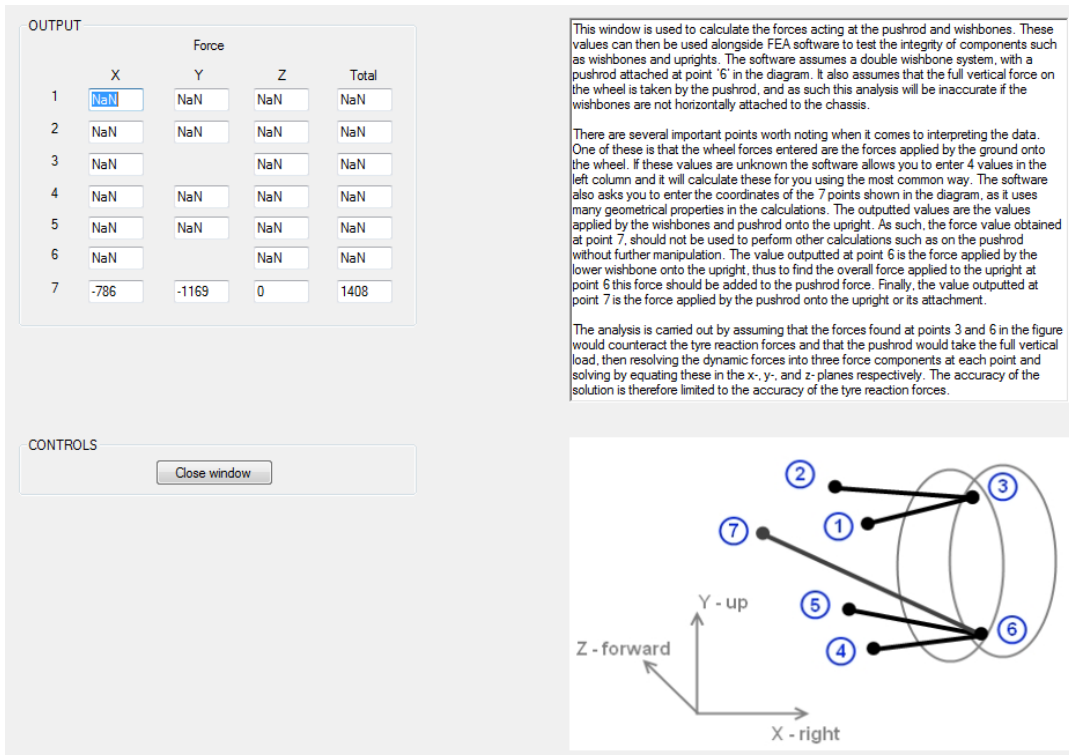 OUTPUT
Force
X Y Z Total
1 NaN NaN NaN NaN
2 NaN NaN NaN NaN
3 NaN NaN NaN
4 NaN NaN NaN NaN
5 NaN NaN NaN NaN
6 NaN NaN NaN
7 -786 -1169 0 1408
CONTROLS
Close window
This window is used to calculate the forces acting at the pushrod and wishbones. These
values can then be used alongside FEA software to test the integrity of components such
as wishbones and uprights. The software assumes a double wishbone system, with a
pushrod attached at point '6' in the diagram. It also assumes that the full vertical force on
the wheel is taken by the pushrod, and as such this analysis will be inaccurate if the
wishbones are not horizontally attached to the chassis.
There are several important points worth noting when it comes to interpreting the data.
One of these is that the wheel forces entered are the forces applied by the ground onto
the wheel. If these values are unknown the software allows you to enter 4 values in the
left column and it will calculate these for you using the most common way. The software
also asks you to enter the coordinates of the 7 points shown in the diagram, as it uses
many geometrical properties in the calculations. The outputted values are the values
applied by the wishbones and pushrod onto the upright. As such, the force value obtained
at point 7, should not be used to perform other calculations such as on the pushrod
without further manipulation. The value outputted at point 6 is the force applied by the
lower wishbone onto the upright, thus to find the overall force applied to the upright at
point 6 this force should be added to the pushrod force. Finally, the value outputted at
point 7 is the force applied by the pushrod onto the upright or its attachment.
The analysis is carried out by assuming that the forces found at points 3 and 6 in the figure
would counteract the tyre reaction forces and that the pushrod would take the full vertical
load, then resolving the dynamic forces into three force components at each point and
solving by equating these in the x-, y-, and z- planes respectively. The accuracy of the
solution is therefore limited to the accuracy of the tyre reaction forces.
2
3
1
7
5
6
4
Y - up
Z - forward
X - right